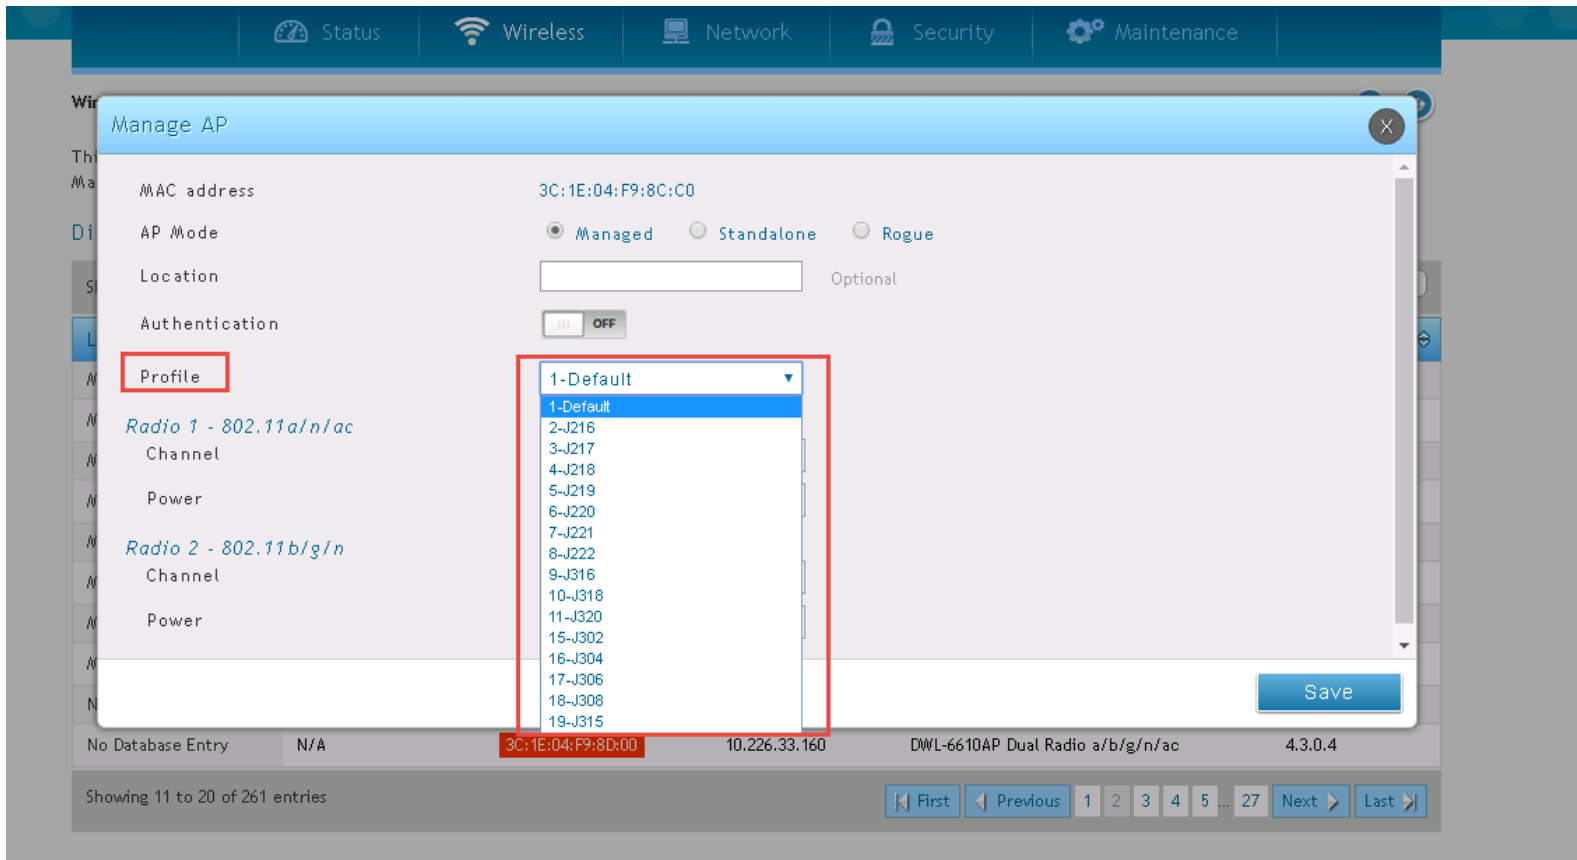 Status Wireless Network Security Maintenance
Manage AP X
MAC address 3C:1E:04:F9:8C:C0
AP Mode Managed Standalone Rogue
Location Optional
Authentication OFF
Profile 1-Default
1-Default
2-J216
Radio 1 - 802.11a/n/ac
3-J217
Channel
4-J218
5-J219
Power
6-J220
7-J221
Radio 2 - 802.11b/g/n
8-J222
Channel
9-J316
10-J318
11-J320
Power
15-J302
16-J304
17-J306
18-J308
19-J315
Save
No Database Entry N/A 3C:1E:04:F9:8D:00 10.226.33.160 DWL-6610AP Dual Radio a/b/g/n/ac 4.3.0.4
Showing 11 to 20 of 261 entries First Previous 1 2 3 4 5 ... 27 Next Last